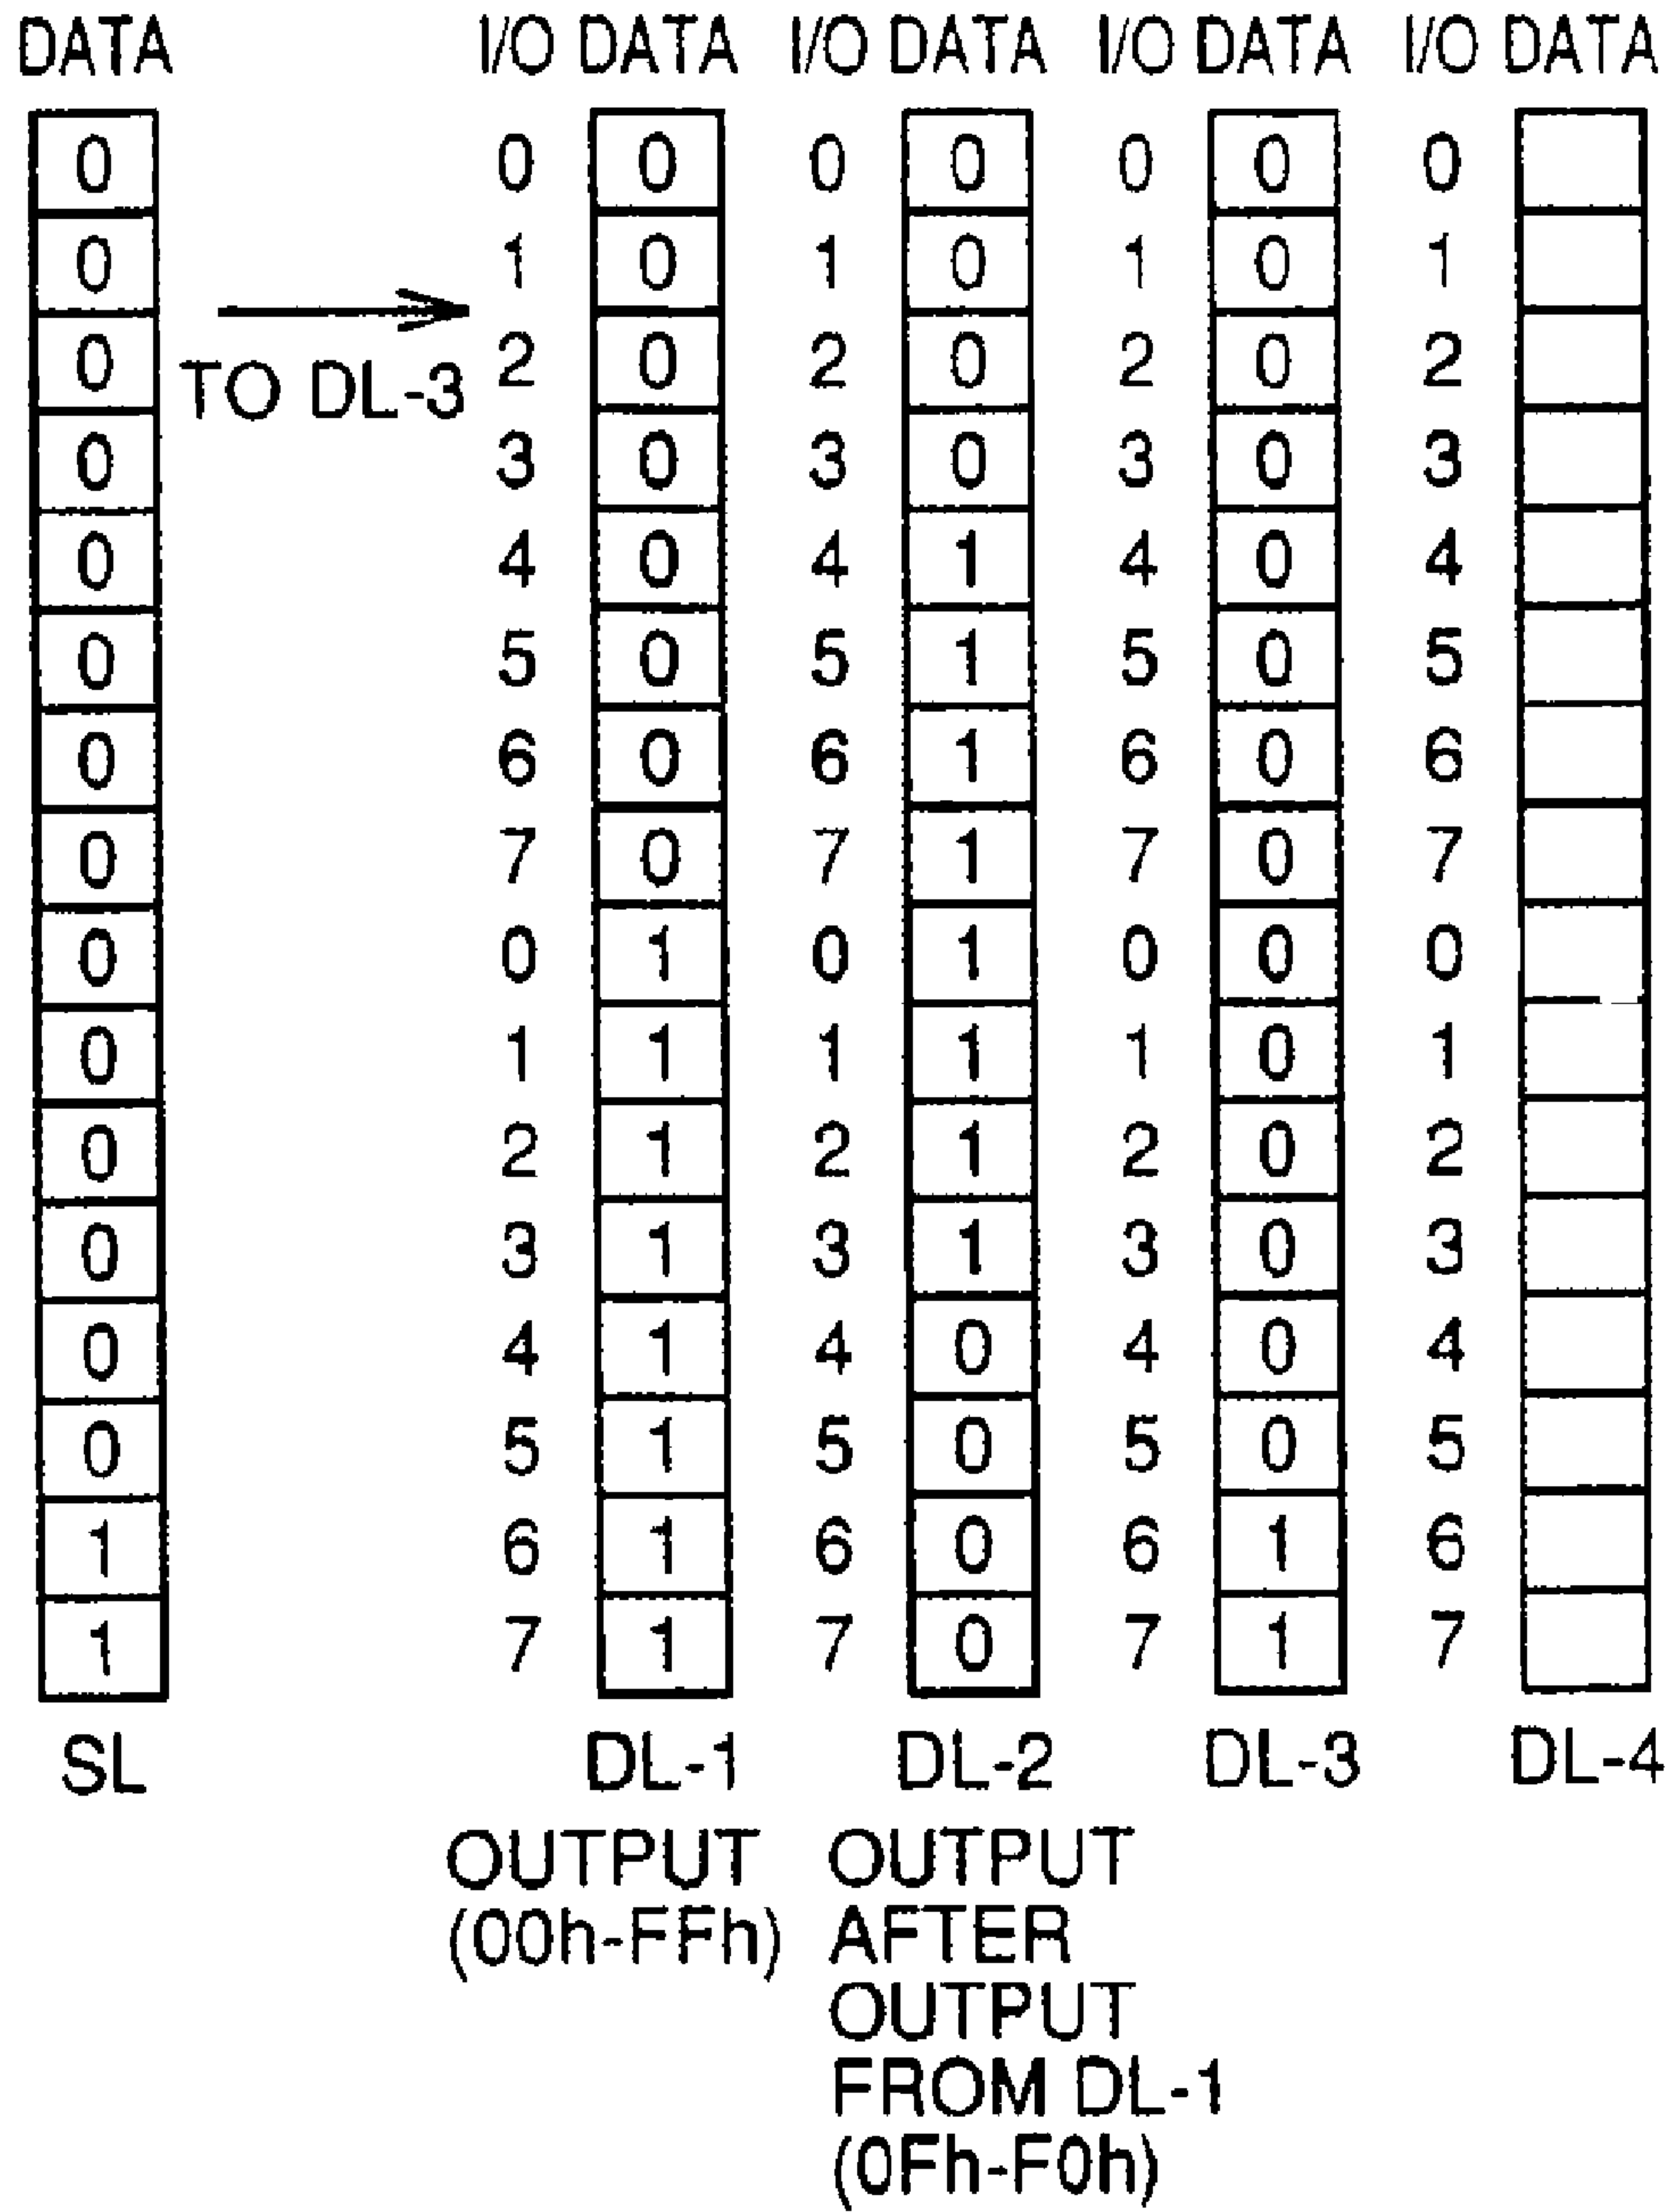 DATA I/O DATA I/O DATA I/O DATA I/O DATA
0 0 0 0 0 0 0 0
0 1 0 1 0 1 0 1
0 2 0 2 0 2 0 2
TO DL-3
0 3 0 3 0 3 0 3
0 4 0 4 1 4 0 4
0 5 0 5 1 5 0 5
0 6 0 6 1 6 0 6
0 7 0 7 1 7 0 7
0 0 1 0 1 0 0 0
0 1 1 1 1 1 0 1
0 2 1 2 1 2 0 2
0 3 1 3 1 3 0 3
0 4 1 4 0 4 0 4
0 5 1 5 0 5 0 5
1 6 1 6 0 6 1 6
1 7 1 7 0 7 1 7
SL DL-1 DL-2 DL-3 DL-4
OUTPUT
(00h-FFh)
OUTPUT
AFTER
OUTPUT
FROM DL-1
(0Fh-F0h)